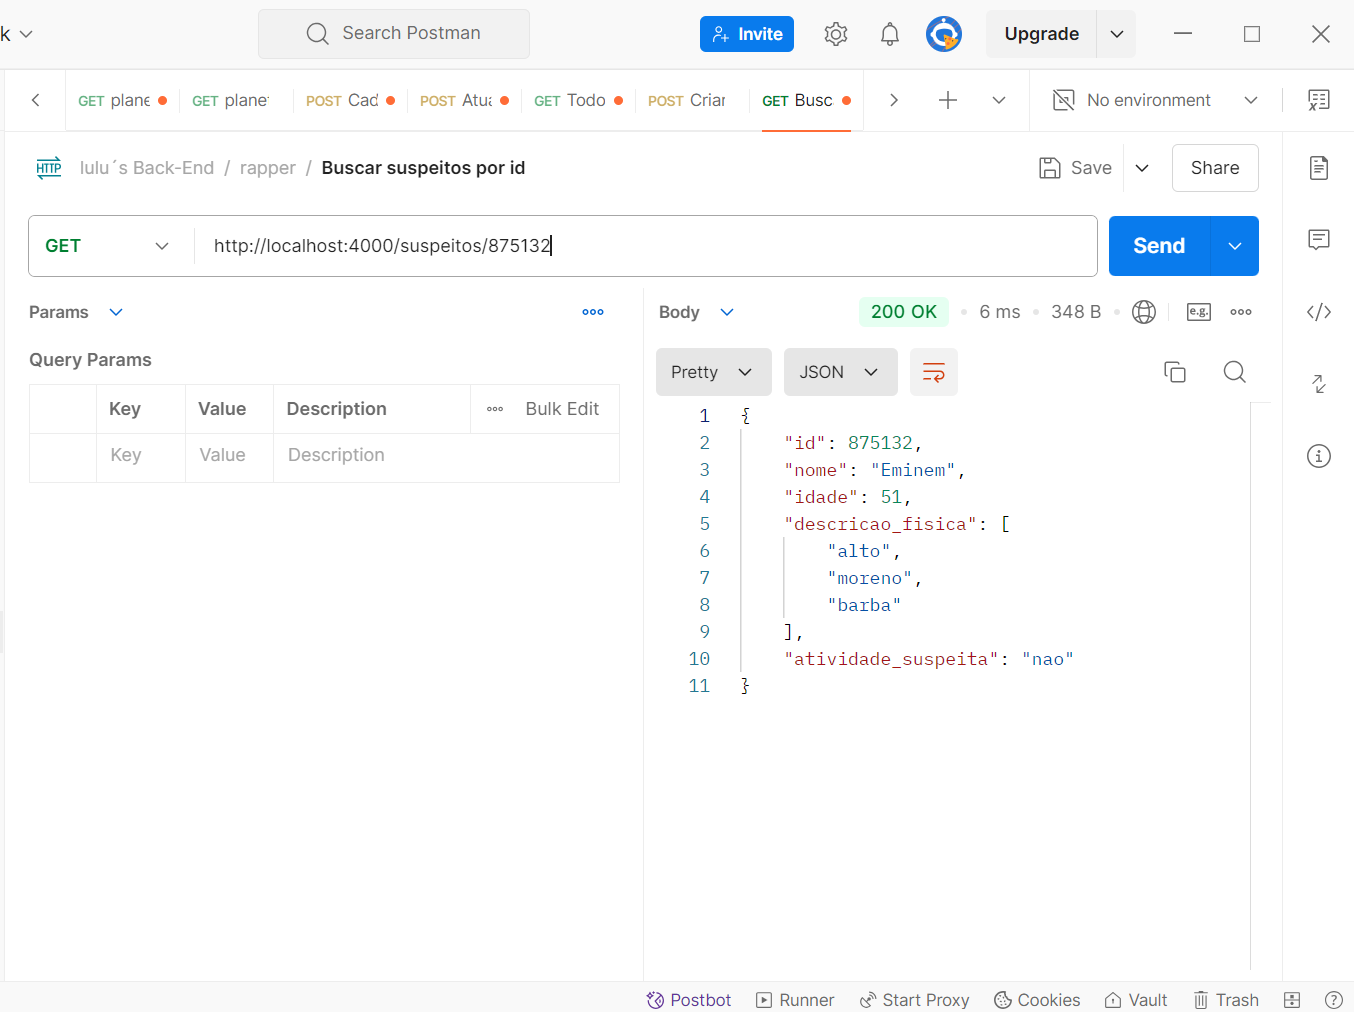 k
Search Postman
Invite
Upgrade
GET plane
GET plane
POST Cad
POST Atua
GET Todo
POST Criar
GET Busc
No environment
HTTP
lulu´s Back-End / rapper / Buscar suspeitos por id
Save
Share
GET
http://localhost:4000/suspeitos/875132
Send
Params
Query Params
Key Value Description Bulk Edit
Key Value Description
Body
200 OK
6 ms
348 B
e.g.
Pretty
JSON
1 {
2 "id": 875132,
3 "nome": "Eminem",
4 "idade": 51,
5 "descricao_fisica": [
6 "alto",
7 "moreno",
8 "barba"
9 ],
10 "atividade_suspeita": "nao"
11 }
Postbot
Runner
Start Proxy
Cookies
Vault
Trash